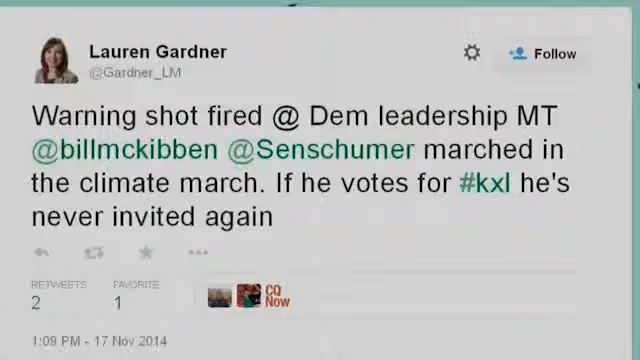 Lauren Gardner
@Gardner_LM
Follow
Warning shot fired @ Dem leadership MT
@billmckibben @Senschumer marched in
the climate march. If he votes for #kxl he's
never invited again
RETWEETS FAVORITE
2 1
CQ
Now
1:09 PM - 17 Nov 2014